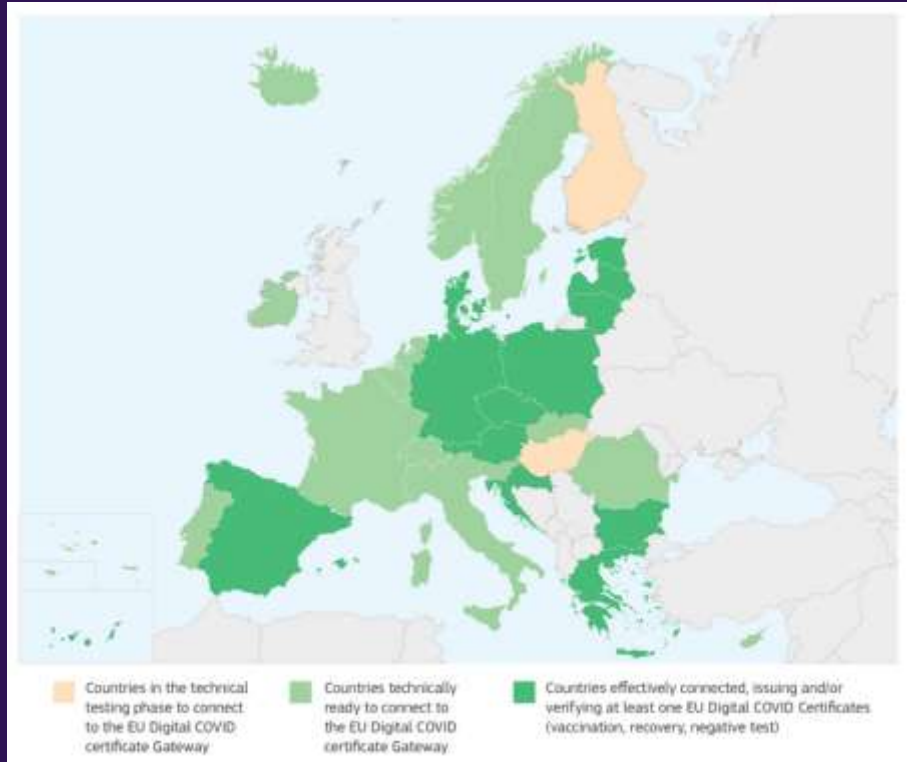 Countries in the technical
testing phase to connect
to the EU Digital COVID
certificate Gateway
Countries technically
ready to connect to
the EU Digital COVID
certificate Gateway
Countries effectively connected, issuing and/or
verifying at least one EU Digital COVID Certificates
(vaccination, recovery, negative test)